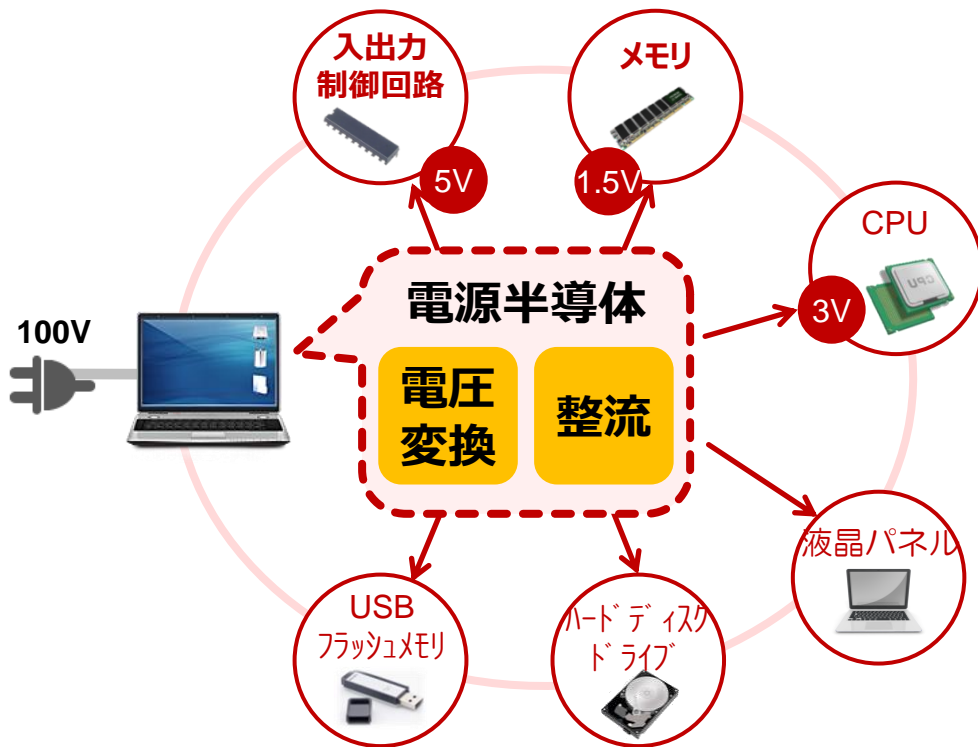 入出力
制御回路
メモリ
5V
1.5V
CPU
3V
100V
電源半導体
電圧
変換
整流
液晶パネル
USB
フラッシュメモリ
ハードディスク
ドライブ